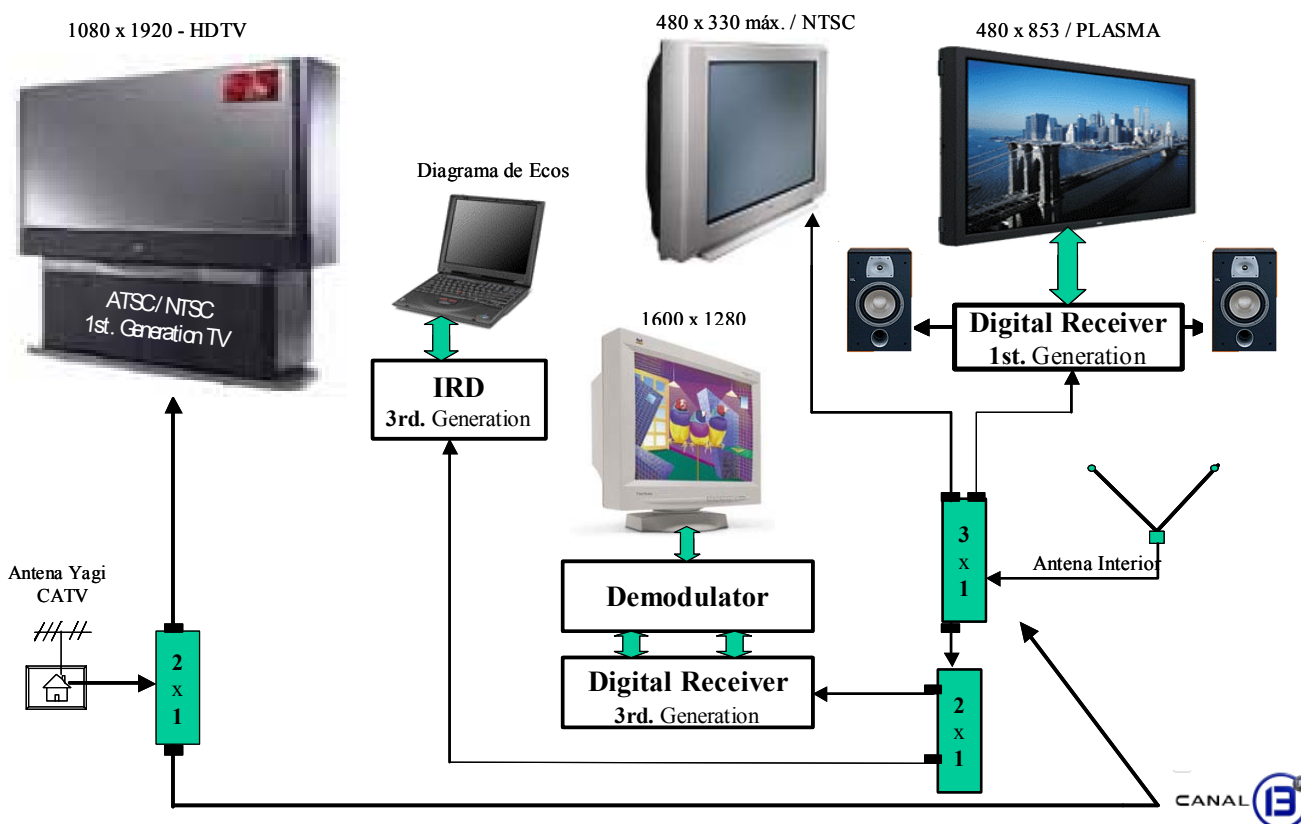 1080 x 1920 - HDTV
480 x 330 máx. / NTSC
480 x 853 / PLASMA
Diagrama de Ecos
ATSC/ NTSC
1st. Generation TV
1600 x 1280
Digital Receiver
1st. Generation
IRD
3rd. Generation
Antena Yagi
CATV
3
x
1
Antena Interior
Demodulator
2
x
1
Digital Receiver
3rd. Generation
2
x
1
CANAL 13